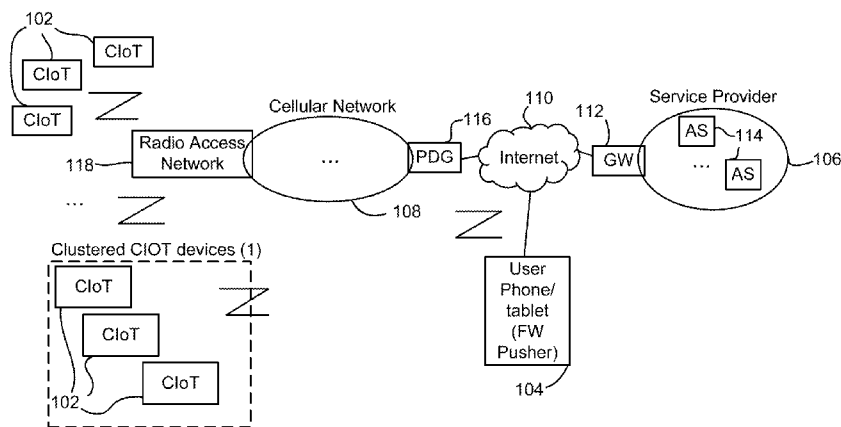 102
CIoT
CIoT
CIoT
Cellular Network
116
110
112
Service Provider
AS
114
Radio Access
Network
...
PDG
Internet
GW
...
AS
118
106
108
...
Clustered CIOT devices (1)
CIoT
CIoT
CIoT
102
User
Phone/
tablet
(FW
Pusher)
104